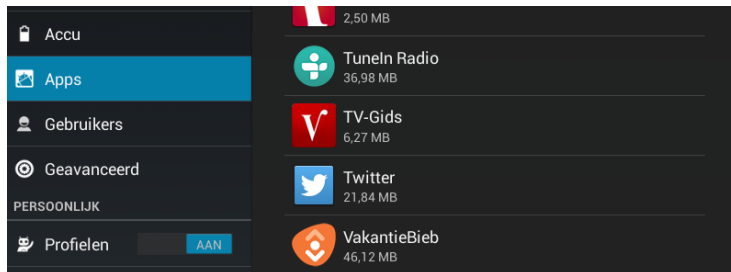 Accu
Apps
Gebruikers
Geavanceerd
PERSOONLIJK
Profielen AAN
2,50 MB
TuneIn Radio
36,98 MB
V
TV-Gids
6,27 MB
Twitter
21,84 MB
VakantieBieb
46,12 MB